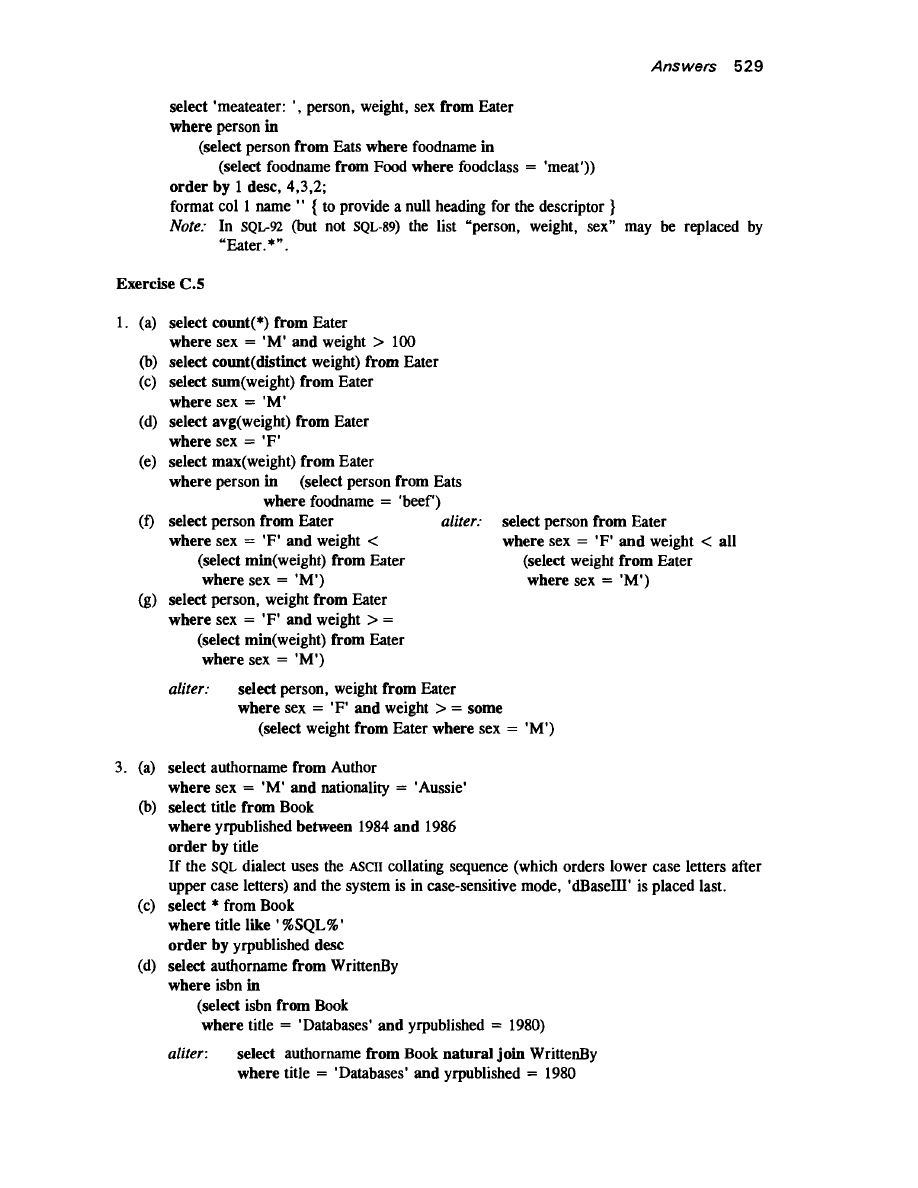 Answers 529
select 'meateater: ', person, weight, sex from Eater
where person in
(select person from Eats where foodname in
(select foodname from Food where foodclass = 'meat'))
order by 1 desc, 4,3,2;
format col 1 name '' { to provide a null heading for the descriptor }
Note: In SQL-92 (but not SQL-89) the list “person, weight, sex” may be replaced by
“Eater.*”.
Exercise C.5
1. (a) select count(*) from Eater
where sex = 'M' and weight > 100
(b) select count(distinct weight) from Eater
(c) select sum(weight) from Eater
where sex = 'M'
(d) select avg(weight) from Eater
where sex = 'F'
(e) select max(weight) from Eater
where person in (select person from Eats
where foodname = 'beef')
(f) select person from Eater aliter: select person from Eater
where sex = 'F' and weight < where sex = 'F' and weight < all
(select min(weight) from Eater (select weight from Eater
where sex = 'M') where sex = 'M')
(g) select person, weight from Eater
where sex = 'F' and weight > =
(select min(weight) from Eater
where sex = 'M')
aliter: select person, weight from Eater
where sex = 'F' and weight > = some
(select weight from Eater where sex = 'M')
3. (a) select authorname from Author
where sex = 'M' and nationality = 'Aussie'
(b) select title from Book
where yrpublished between 1984 and 1986
order by title
If the SQL dialect uses the ASCII collating sequence (which orders lower case letters after
upper case letters) and the system is in case-sensitive mode, 'dBaseIII' is placed last.
(c) select * from Book
where title like '%SQL%'
order by yrpublished desc
(d) select authorname from WrittenBy
where isbn in
(select isbn from Book
where title = 'Databases' and yrpublished = 1980)
aliter: select authorname from Book natural join WrittenBy
where title = 'Databases' and yrpublished = 1980